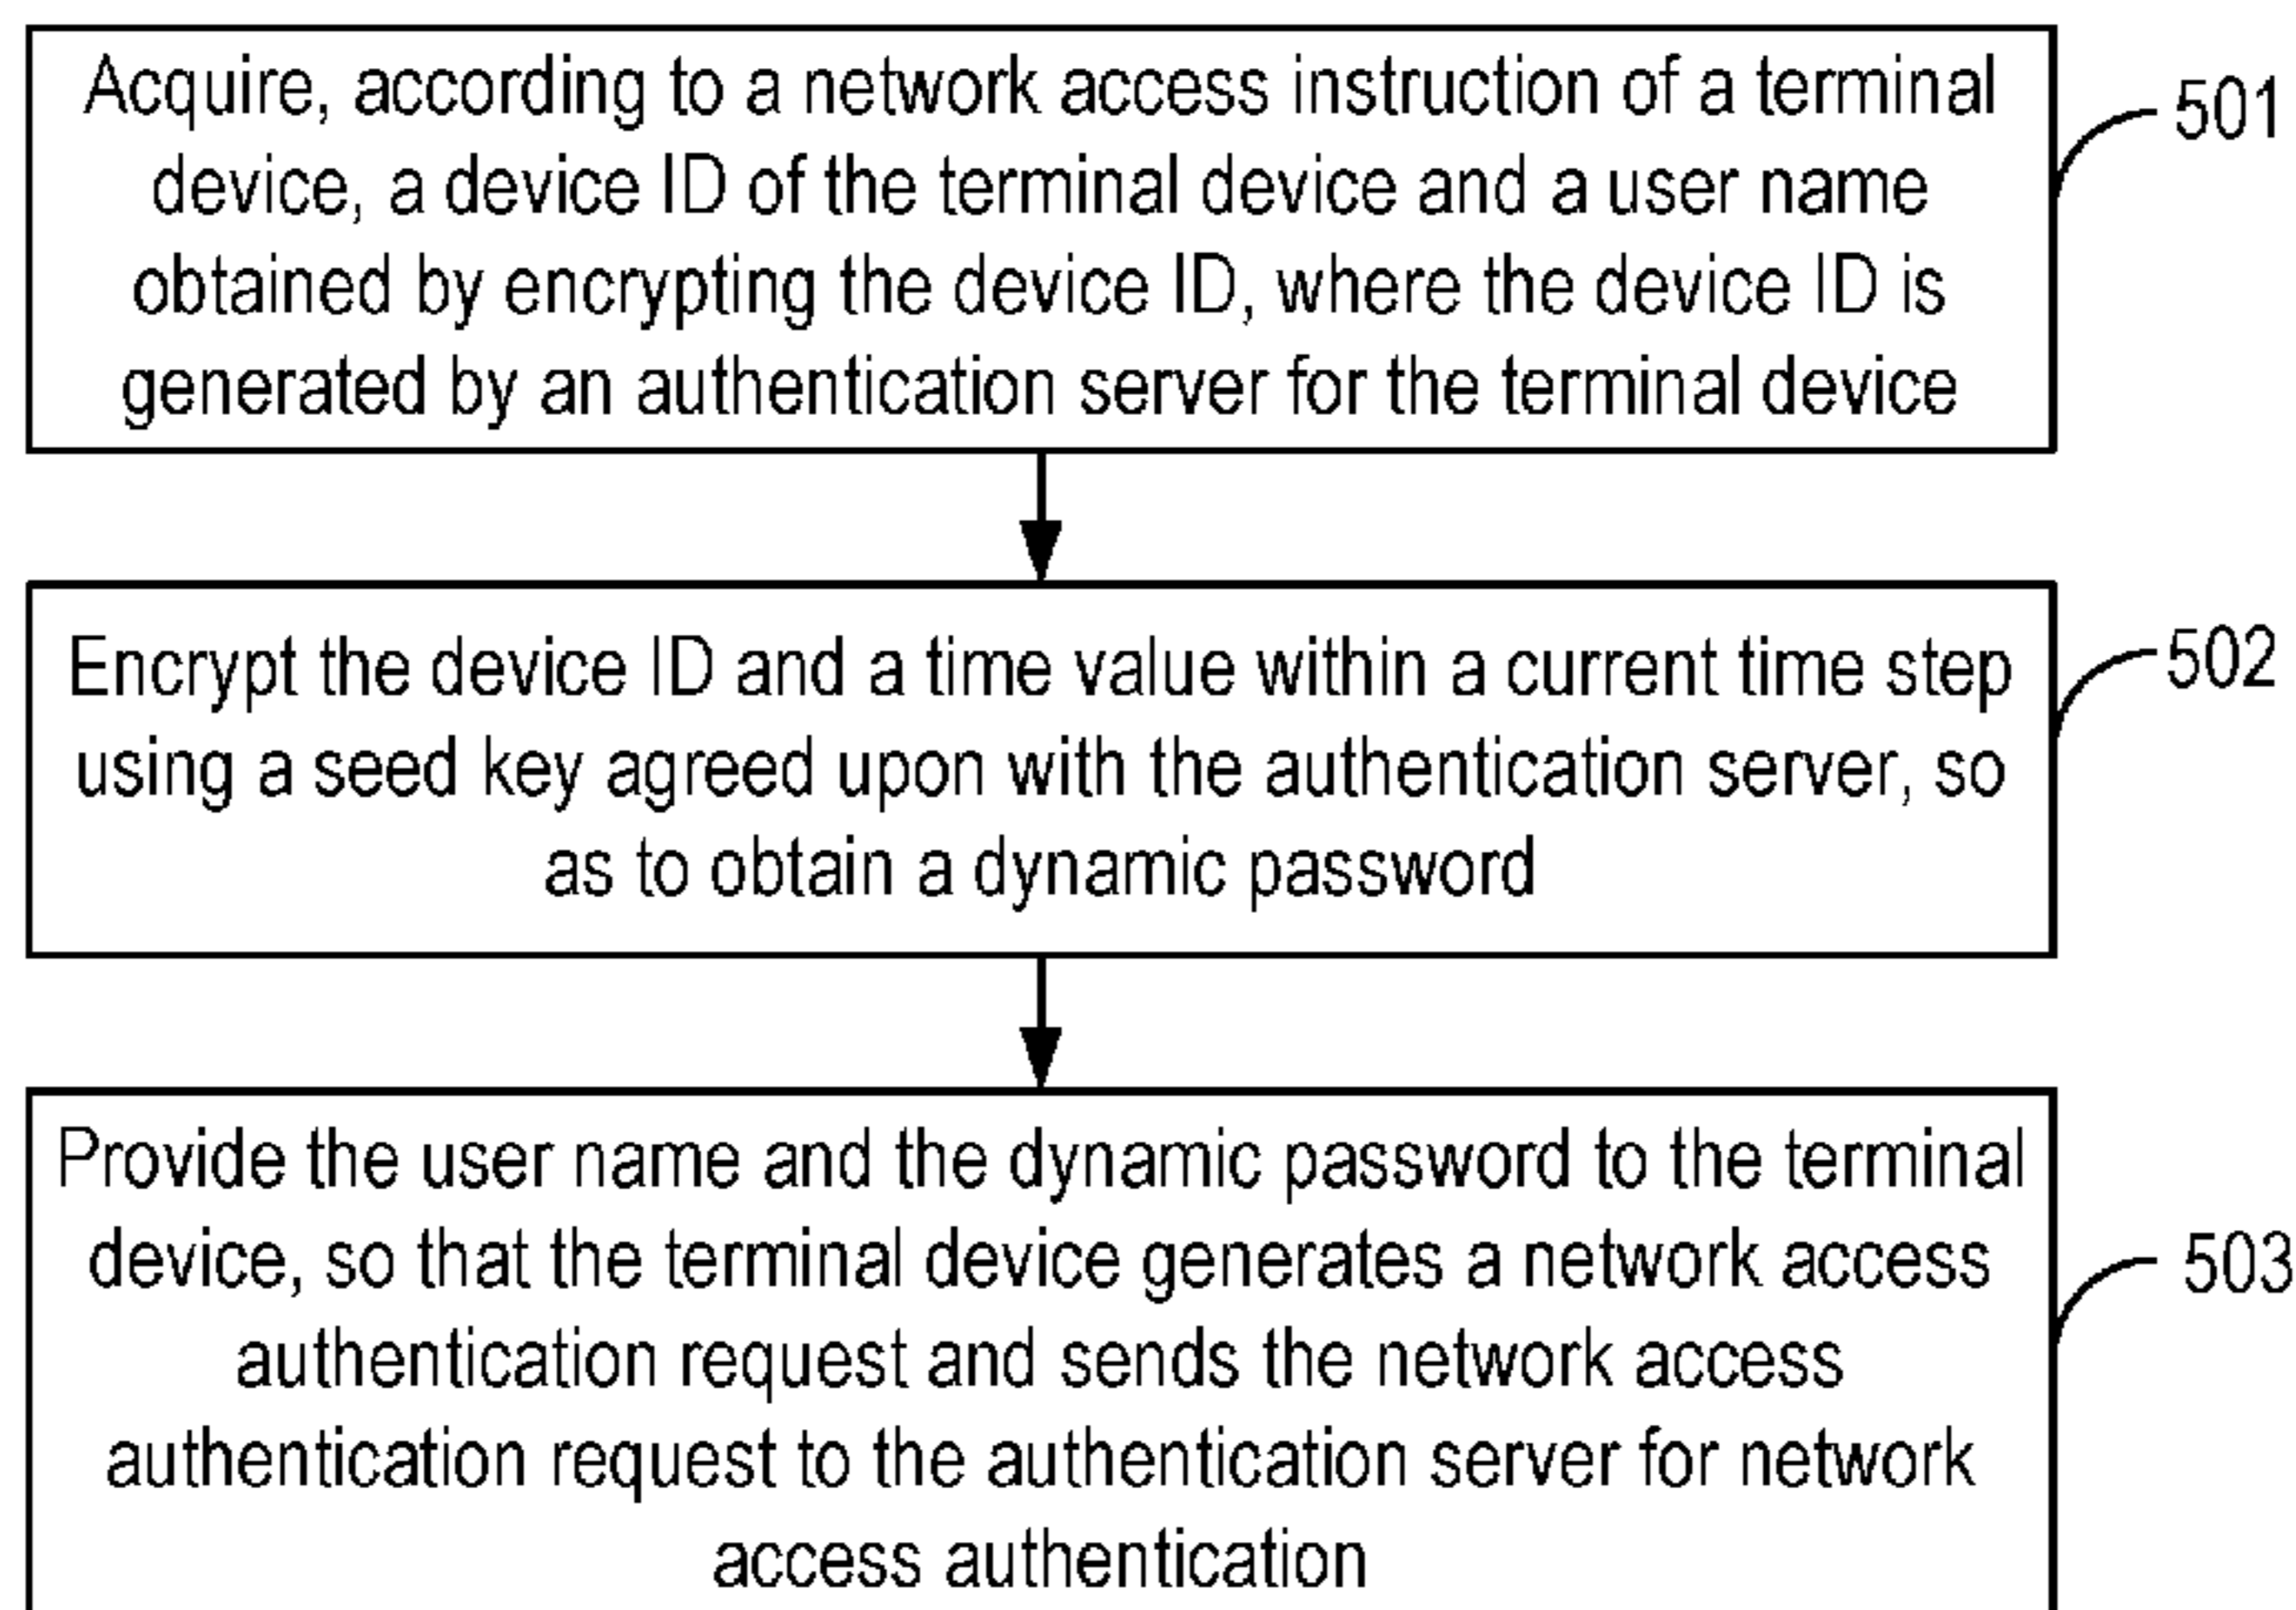 Acquire, according to a network access instruction of a terminal
device, a device ID of the terminal device and a user name
obtained by encrypting the device ID, where the device ID is
generated by an authentication server for the terminal device
501
Encrypt the device ID and a time value within a current time step
using a seed key agreed upon with the authentication server, so
as to obtain a dynamic password
502
Provide the user name and the dynamic password to the terminal
device, so that the terminal device generates a network access
authentication request and sends the network access
authentication request to the authentication server for network
access authentication
503